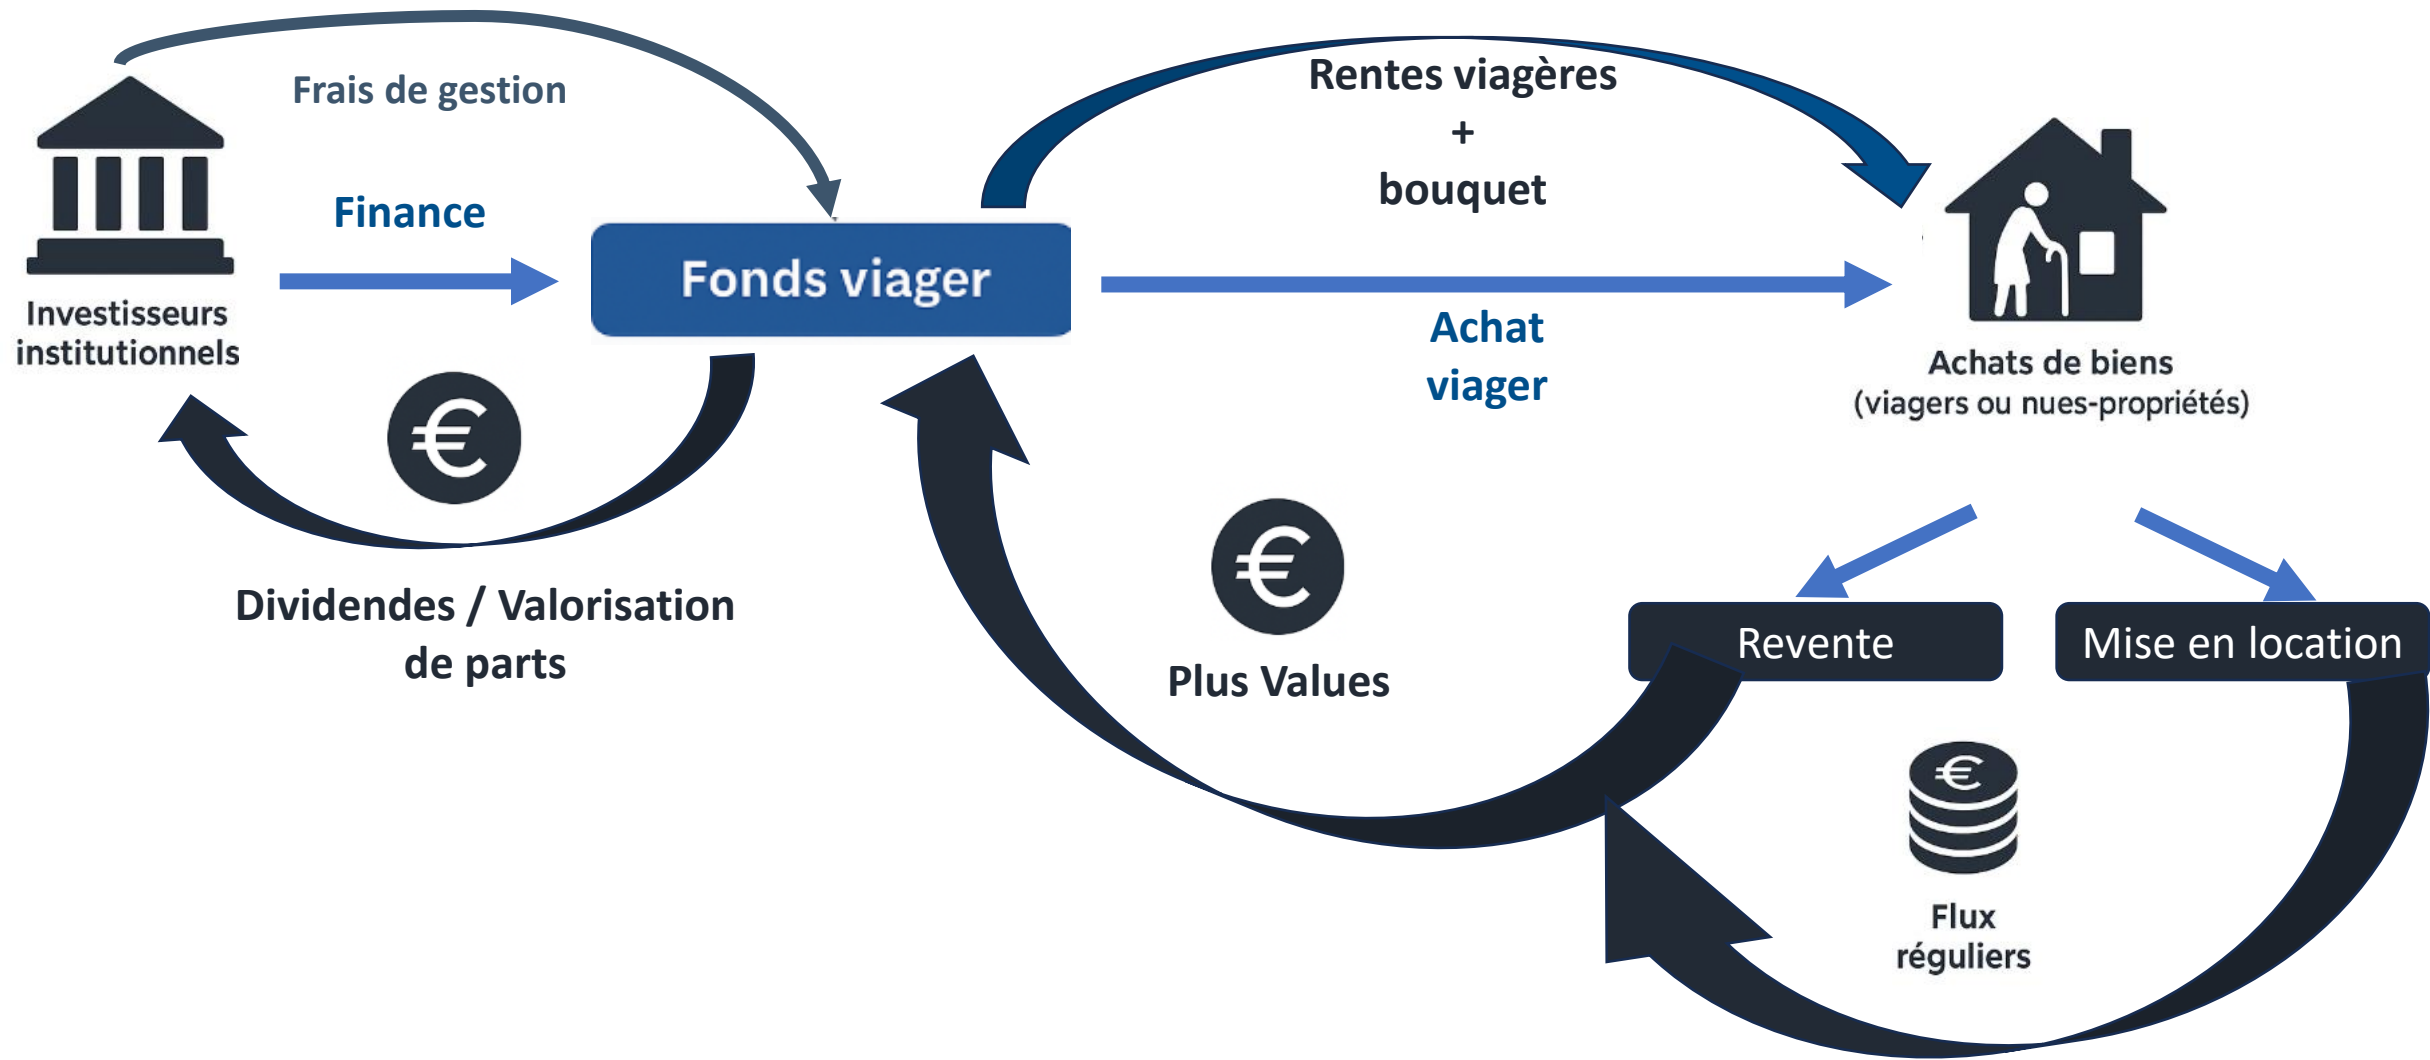 Frais de gestion
Finance
Investisseurs
institutionnels
Fonds viager
Rentes viagères
+
bouquet
Achat
viager
Achats de biens
(viagers ou nues-propriétés)
€
Dividendes / Valorisation
de parts
€
Plus Values
Revente
Mise en location
€
Flux
réguliers